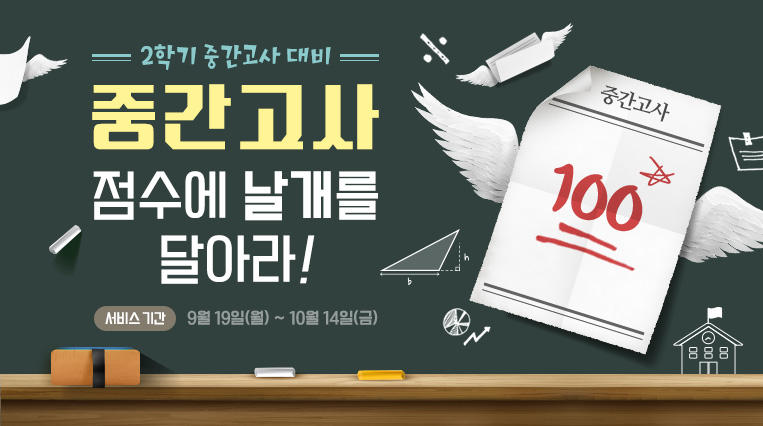 2학기 중간고사 대비
중간고사
점수에 날개를
달아라!
서비스 기간 9월 19일(월) ~ 10월 14일(금)
중간고사
100
h
b